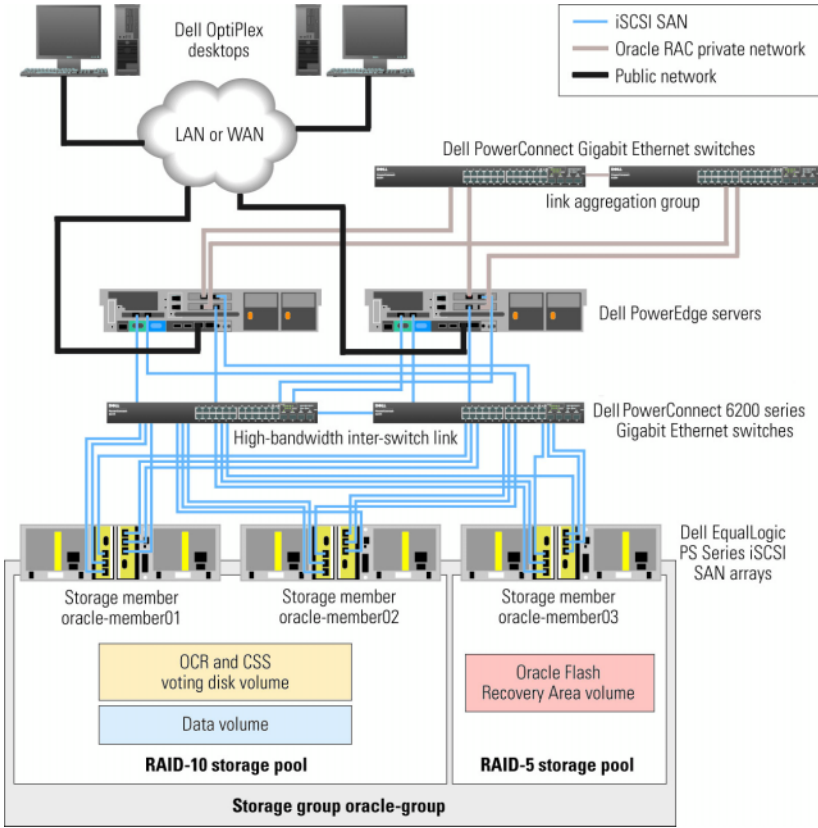 Dell OptiPlex
desktops
iSCSI SAN
Oracle RAC private network
Public network
LAN or WAN
Dell PowerConnect Gigabit Ethernet switches
link aggregation group
Dell PowerEdge servers
High-bandwidth inter-switch link
Dell PowerConnect 6200 series
Gigabit Ethernet switches
Dell EqualLogic
PS Series iSCSI
SAN arrays
Storage member
oracle-member01
Storage member
oracle-member02
Storage member
oracle-member03
OCR and CSS
voting disk volume
Data volume
Oracle Flash
Recovery Area volume
RAID-10 storage pool
RAID-5 storage pool
Storage group oracle-group